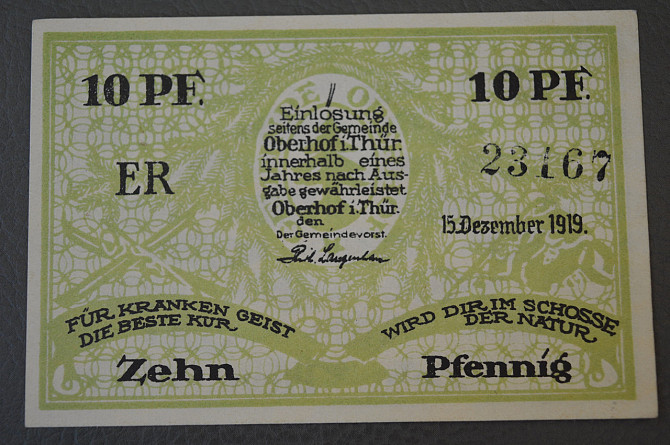 10 PF.
10 PF.
Einlösung
seitens der Gemeinde
Oberhof i. Thür.
innerhalb eines
Jahres nach Aus-
gabe gewährleistet.
Oberhof i. Thür.
den
Der Gemeindevorst.
ER
23167
15. Dezember 1919.
FÜR KRANKEN GEIST
DIE BESTE KUR
WIRD DIR IM SCHOSSE
DER NATUR
Zehn
Pfennig